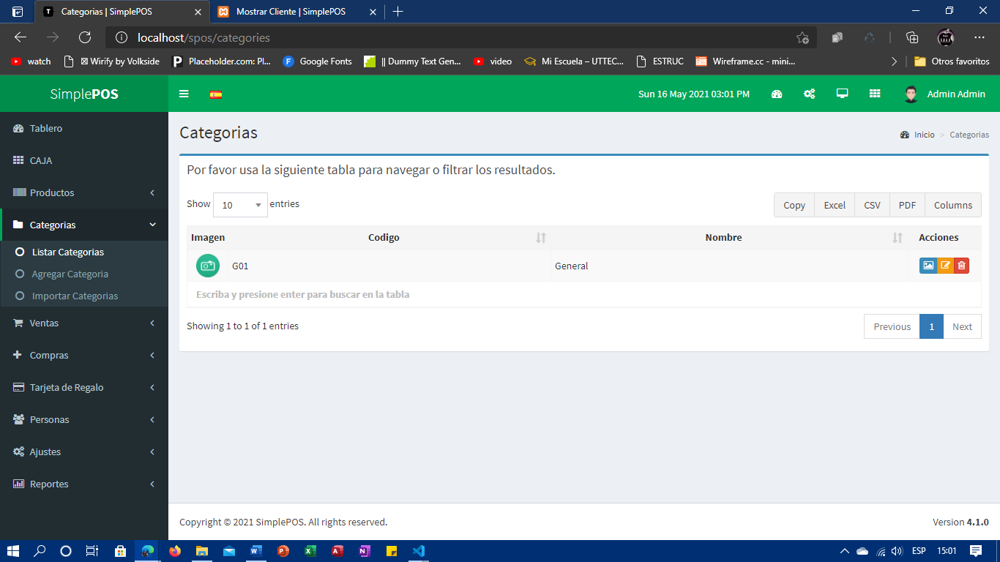 Categorias | SimplePOS
Mostrar Cliente | SimplePOS
localhost/spos/categories
watch
Wirify by Volkside
Placeholder.com: Pl...
Google Fonts
|| Dummy Text Gen...
video
Mi Escuela – UTTEC...
ESTRUC
Wireframe.cc - mini...
Otros favoritos
SimplePOS
Sun 16 May 2021 03:01 PM
Admin Admin
Tablero
CAJA
Productos
Categorias
Listar Categorias
Agregar Categoria
Importar Categorias
Ventas
Compras
Tarjeta de Regalo
Personas
Ajustes
Reportes
Categorias
Inicio > Categorias
Por favor usa la siguiente tabla para navegar o filtrar los resultados.
Show 10 entries
Copy Excel CSV PDF Columns
Imagen Codigo Nombre Acciones
G01 General
Escriba y presione enter para buscar en la tabla
Showing 1 to 1 of 1 entries
Previous 1 Next
Copyright © 2021 SimplePOS. All rights reserved.
Version 4.1.0
ESP 15:01